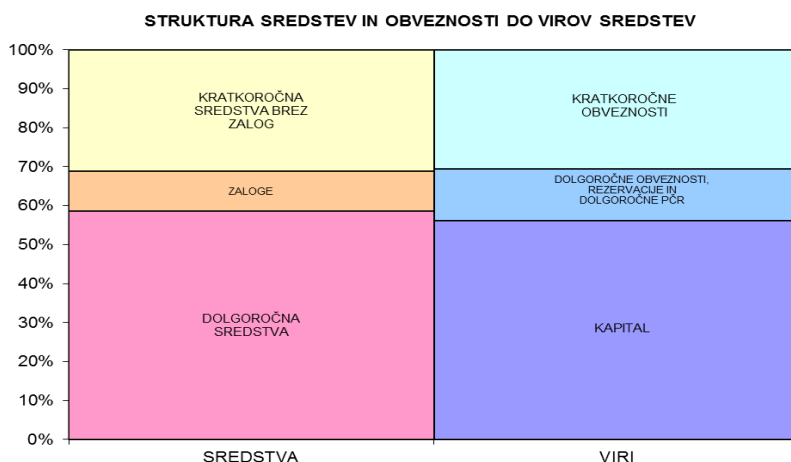 STRUKTURA SREDSTEV IN OBVEZNOSTI DO VIROV SREDSTEV
100%
90%
80%
70%
60%
50%
40%
30%
20%
10%
0%
KRATKOROČNA
SREDSTVA BREZ
ZALOG
ZALOGE
DOLGOROČNA
SREDSTVA
KRATKOROČNE
OBVEZNOSTI
DOLGOROČNE OBVEZNOSTI,
REZERVACIJE IN
DOLGOROČNE PČR
KAPITAL
SREDSTVA
VIRI